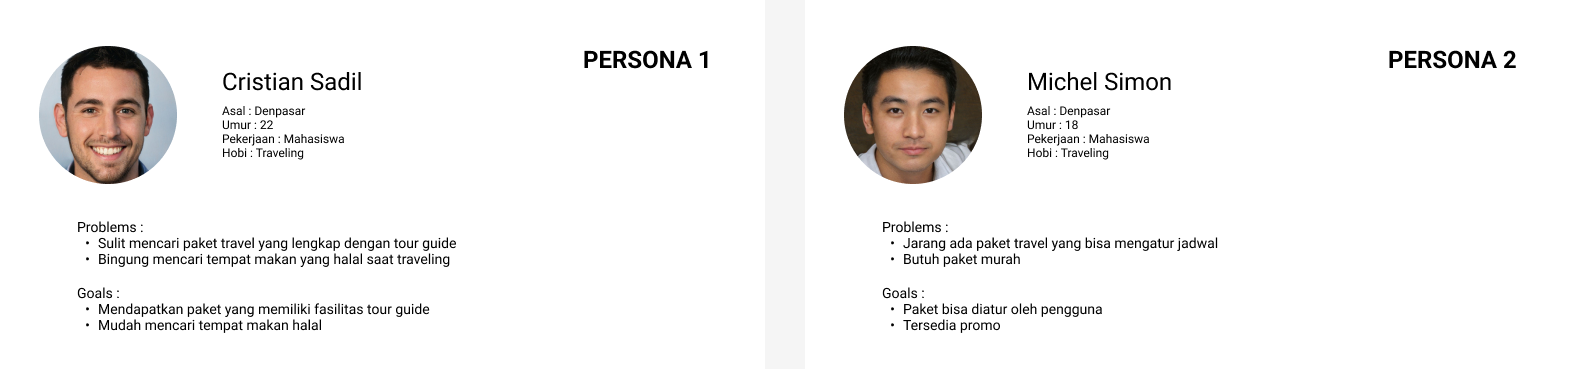 PERSONA 1
Cristian Sadil
Asal : Denpasar
Umur : 22
Pekerjaan : Mahasiswa
Hobi : Traveling
Problems :
• Sulit mencari paket travel yang lengkap dengan tour guide
• Bingung mencari tempat makan yang halal saat traveling
Goals :
• Mendapatkan paket yang memiliki fasilitas tour guide
• Mudah mencari tempat makan halal
PERSONA 2
Michel Simon
Asal : Denpasar
Umur : 18
Pekerjaan : Mahasiswa
Hobi : Traveling
Problems :
• Jarang ada paket travel yang bisa mengatur jadwal
• Butuh paket murah
Goals :
• Paket bisa diatur oleh pengguna
• Tersedia promo